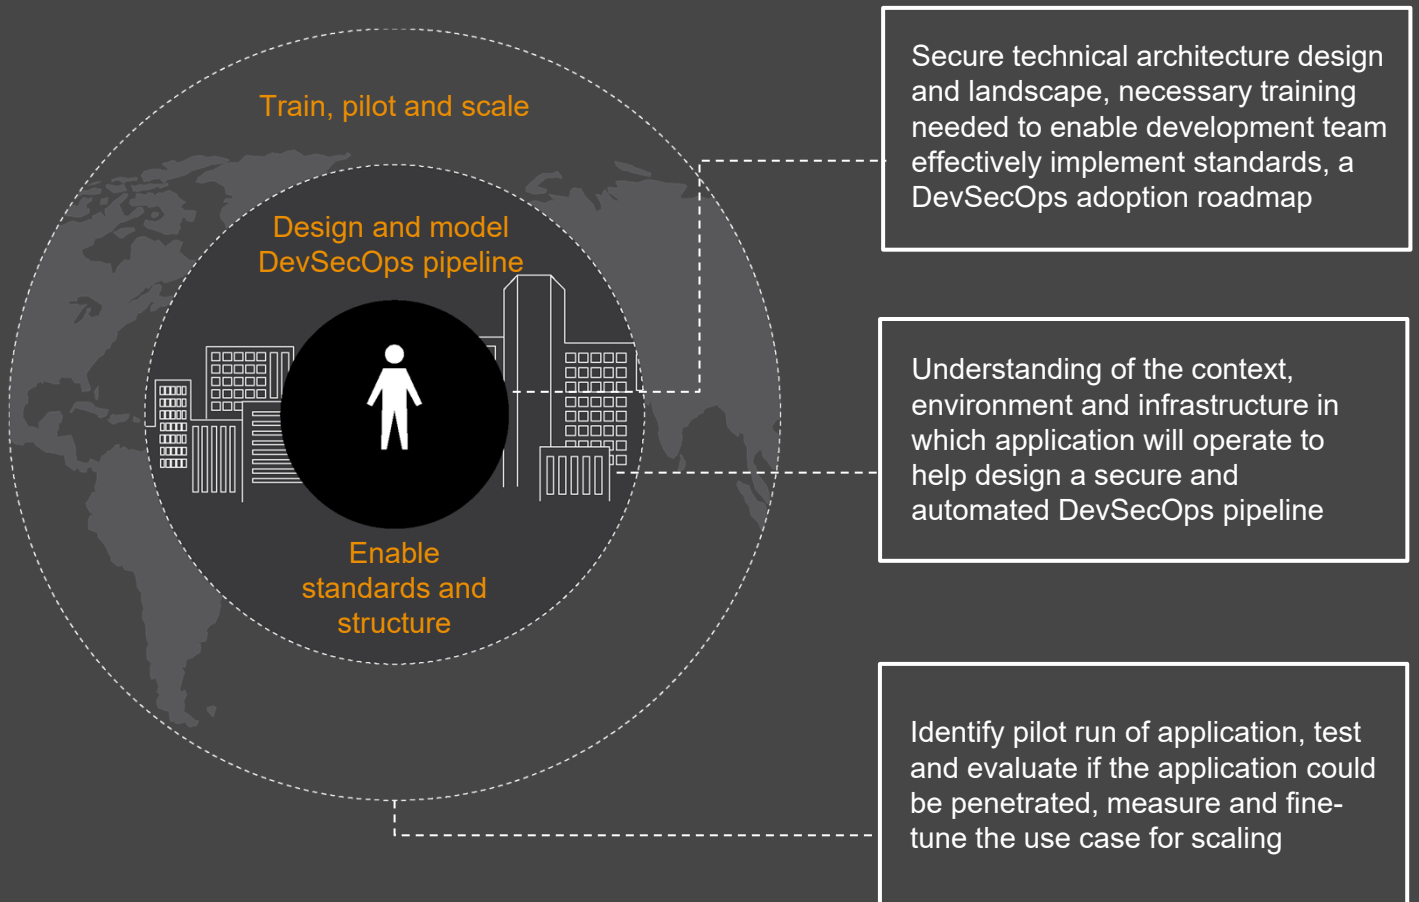 Train, pilot and scale
Design and model
DevSecOps pipeline
Enable
standards and
structure
Secure technical architecture design
and landscape, necessary training
needed to enable development team
effectively implement standards, a
DevSecOps adoption roadmap
Understanding of the context,
environment and infrastructure in
which application will operate to
help design a secure and
automated DevSecOps pipeline
Identify pilot run of application, test
and evaluate if the application could
be penetrated, measure and fine-
tune the use case for scaling